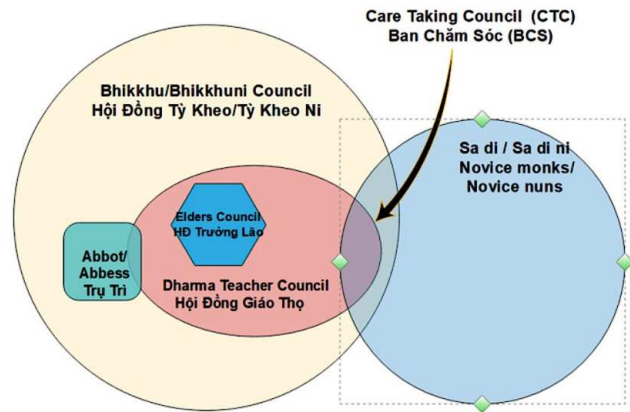 Care Taking Council (CTC)
Ban Chăm Sóc (BCS)
Bhikkhu/Bhikkhuni Council
Hội Đồng Tỳ Kheo/Tỳ Kheo Ni
Sa di / Sa di ni
Novice monks/
Novice nuns
Elders Council
HĐ Trưởng Lão
Abbot/
Abbess
Trụ Trì
Dharma Teacher Council
Hội Đồng Giáo Thọ